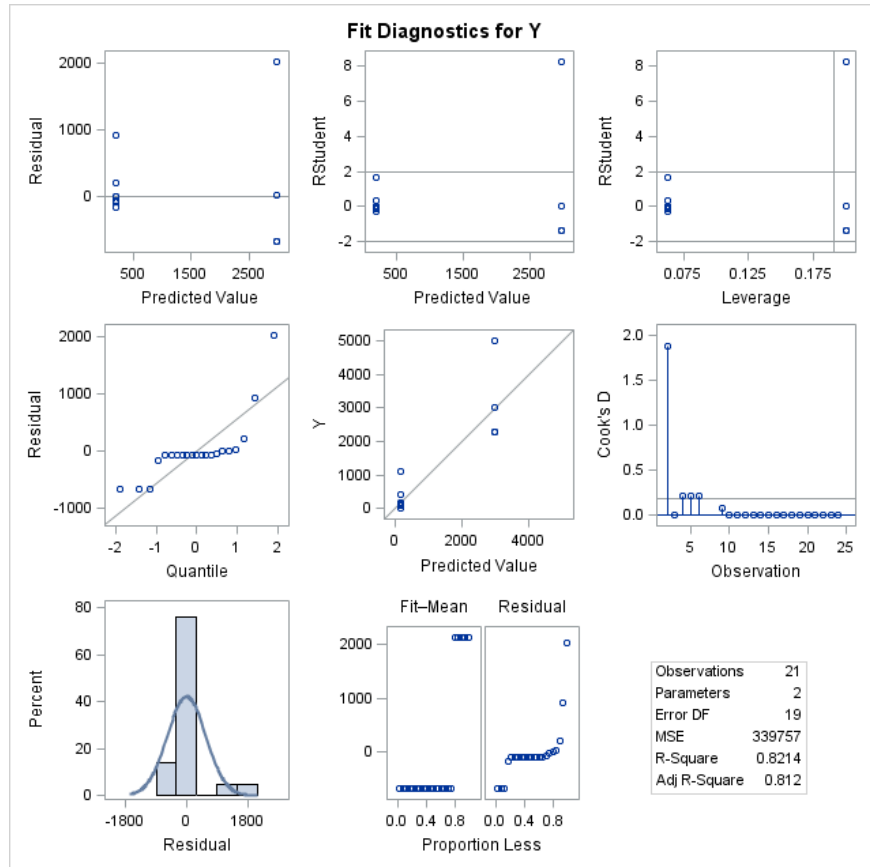 Fit Diagnostics for Y
Residual
2000
1000
0
500 1500 2500
Predicted Value
RStudent
8
6
4
2
0
-2
500 1500 2500
Predicted Value
RStudent
8
6
4
2
0
-2
0.075 0.125 0.175
Leverage
Residual
2000
1000
0
-1000
-2 -1 0 1 2
Quantile
Y
5000
4000
3000
2000
1000
0
0 2000 4000
Predicted Value
Cook's D
2.0
1.5
1.0
0.5
0.0
5 10 15 20 25
Observation
Percent
80
60
40
20
0
-1800 0 1800
Residual
Fit–Mean Residual
2000
1000
0
0.0 0.4 0.8 0.0 0.4 0.8
Proportion Less
Observations 21
Parameters 2
Error DF 19
MSE 339757
R-Square 0.8214
Adj R-Square 0.812